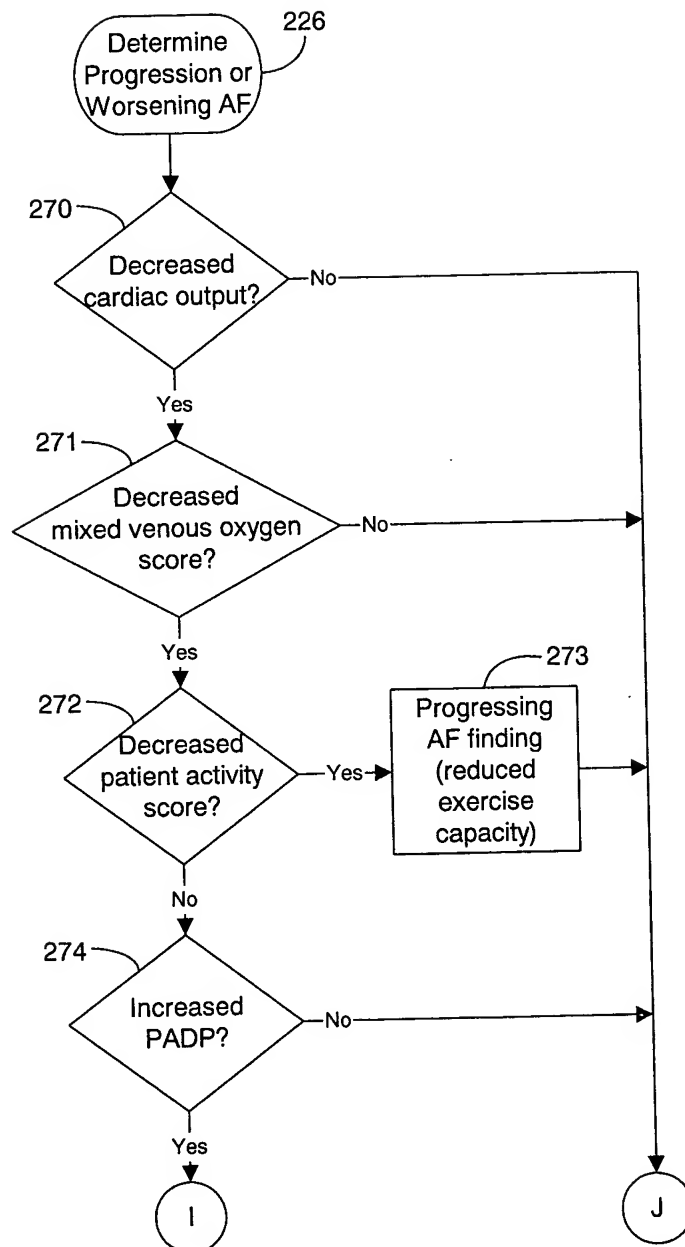 226
Determine
Progression or
Worsening AF
270
Decreased
cardiac output?
No
Yes
271
Decreased
mixed venous oxygen
score?
No
Yes
272
Decreased
patient activity
score?
Yes
273
Progressing
AF finding
(reduced
exercise
capacity)
No
274
Increased
PADP?
No
Yes
I
J